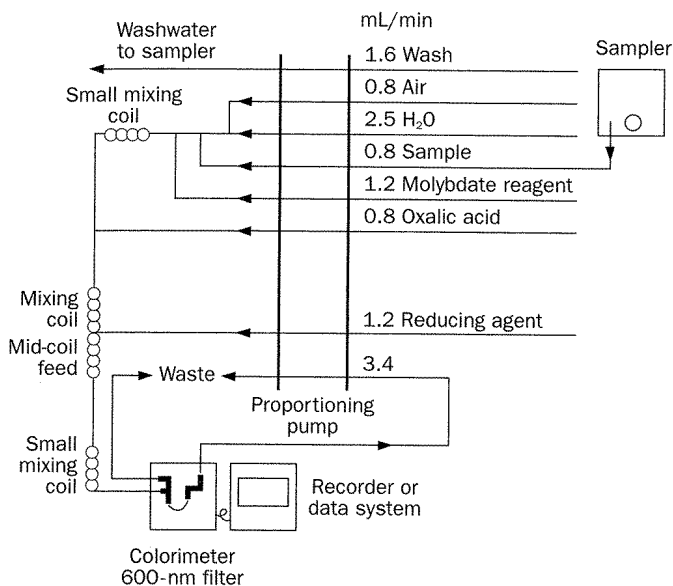 mL/min
Washwater
to sampler
1.6 Wash
Sampler
0.8 Air
Small mixing
coil
2.5 H₂O
0.8 Sample
1.2 Molybdate reagent
0.8 Oxalic acid
Mixing
coil
1.2 Reducing agent
Mid-coil
feed
Waste
3.4
Proportioning
pump
Small
mixing
coil
Recorder or
data system
Colorimeter
600-nm filter